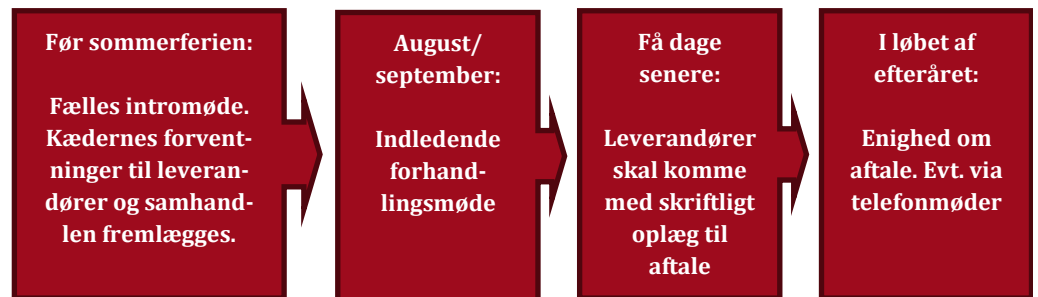 Før sommerferien:
Fælles intromøde.
Kædernes forvent-
ninger til leveran-
dører og samhand-
len fremlægges.
August/
september:
Indledende
forhand-
lingsmøde
Få dage
senere:
Leverandører
skal komme
med skriftligt
oplæg til
aftale
I løbet af
efteråret:
Enighed om
aftale. Evt. via
telefonmøder